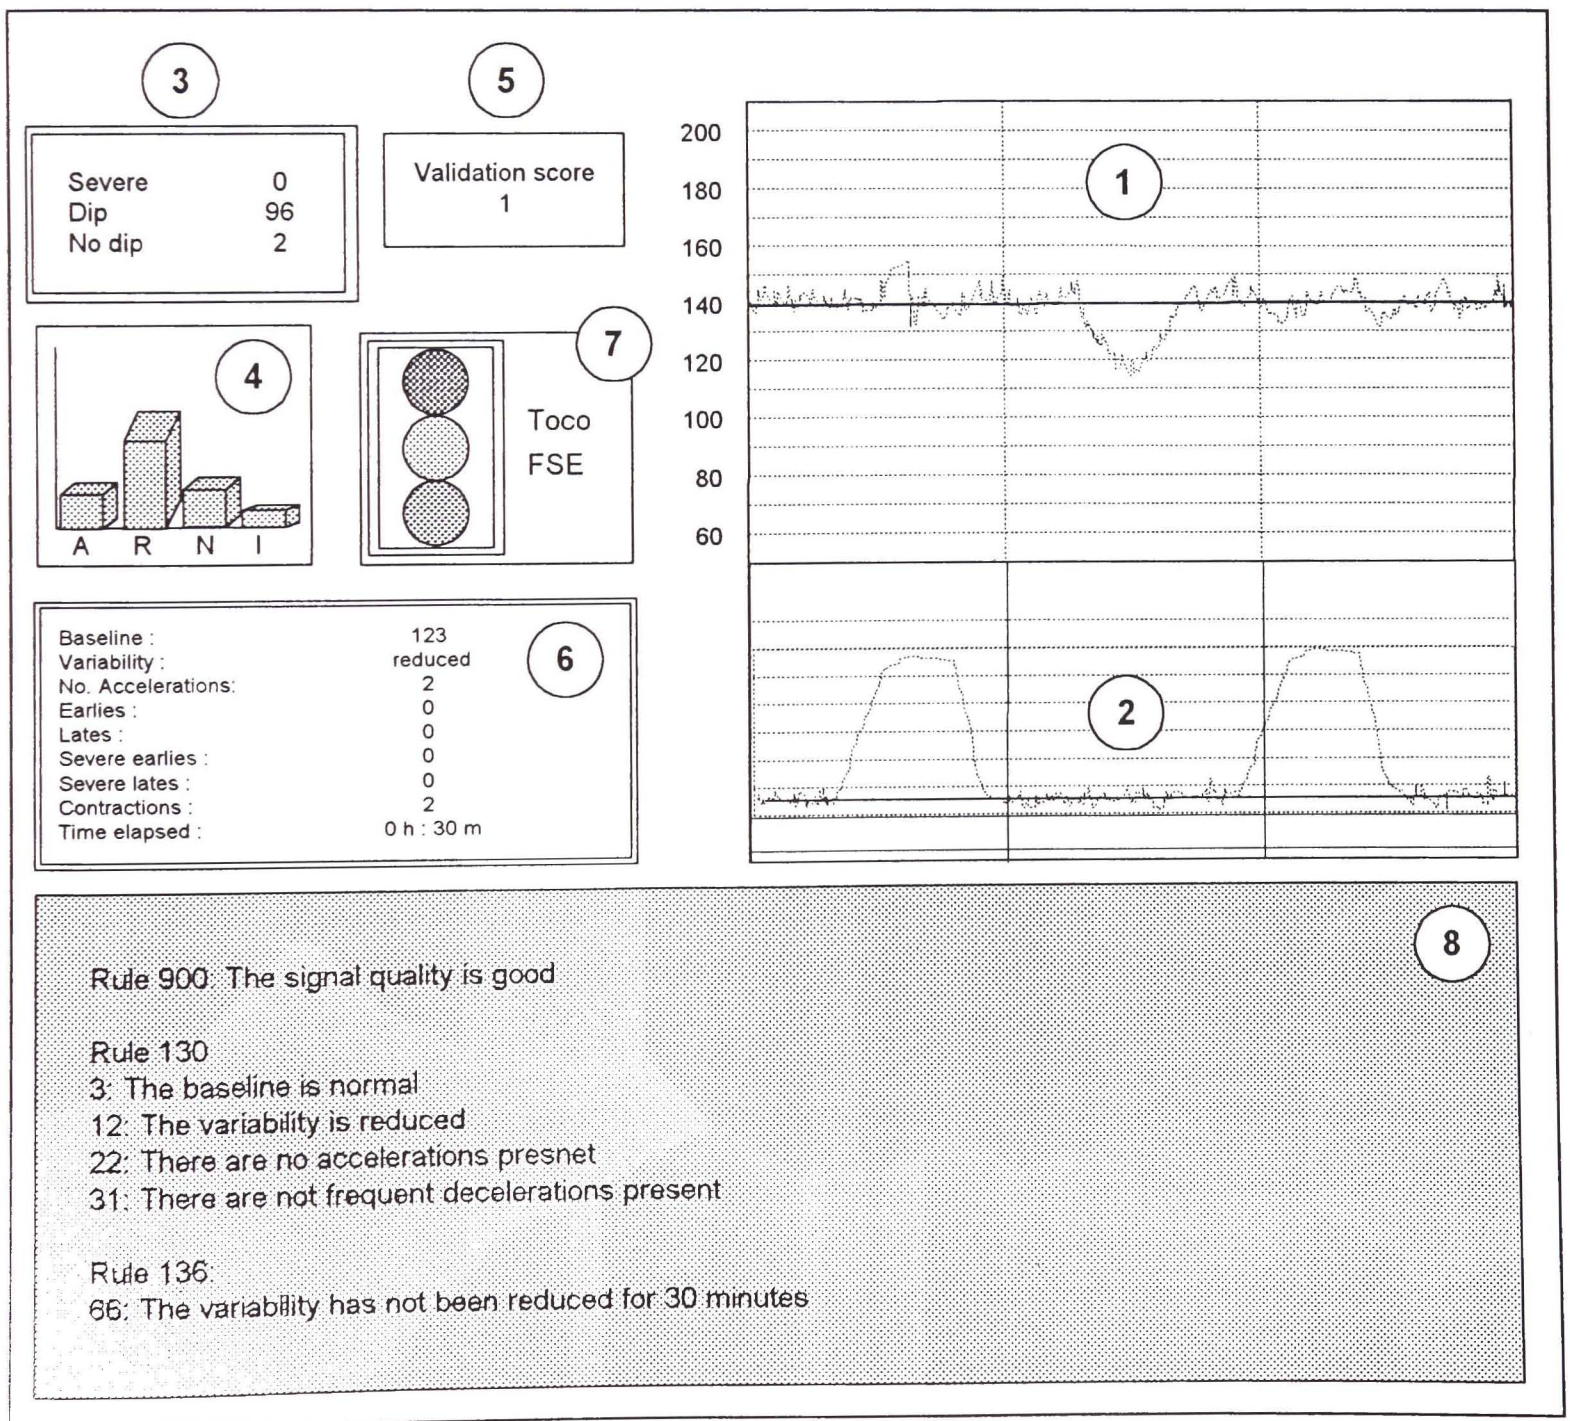 3
5
Severe 0
Dip 96
No dip 2
Validation score
1
4
A R N I
7
Toco
FSE
Baseline : 123
Variability : reduced
No. Accelerations: 2
Earlies : 0
Lates : 0
Severe earlies : 0
Severe lates : 0
Contractions : 2
Time elapsed : 0 h : 30 m
6
200
180
160
140
120
100
80
60
1
2
8
Rule 900: The signal quality is good
Rule 130
3: The baseline is normal
12: The variability is reduced
22: There are no accelerations presnet
31: There are not frequent decelerations present
Rule 136:
66: The variability has not been reduced for 30 minutes